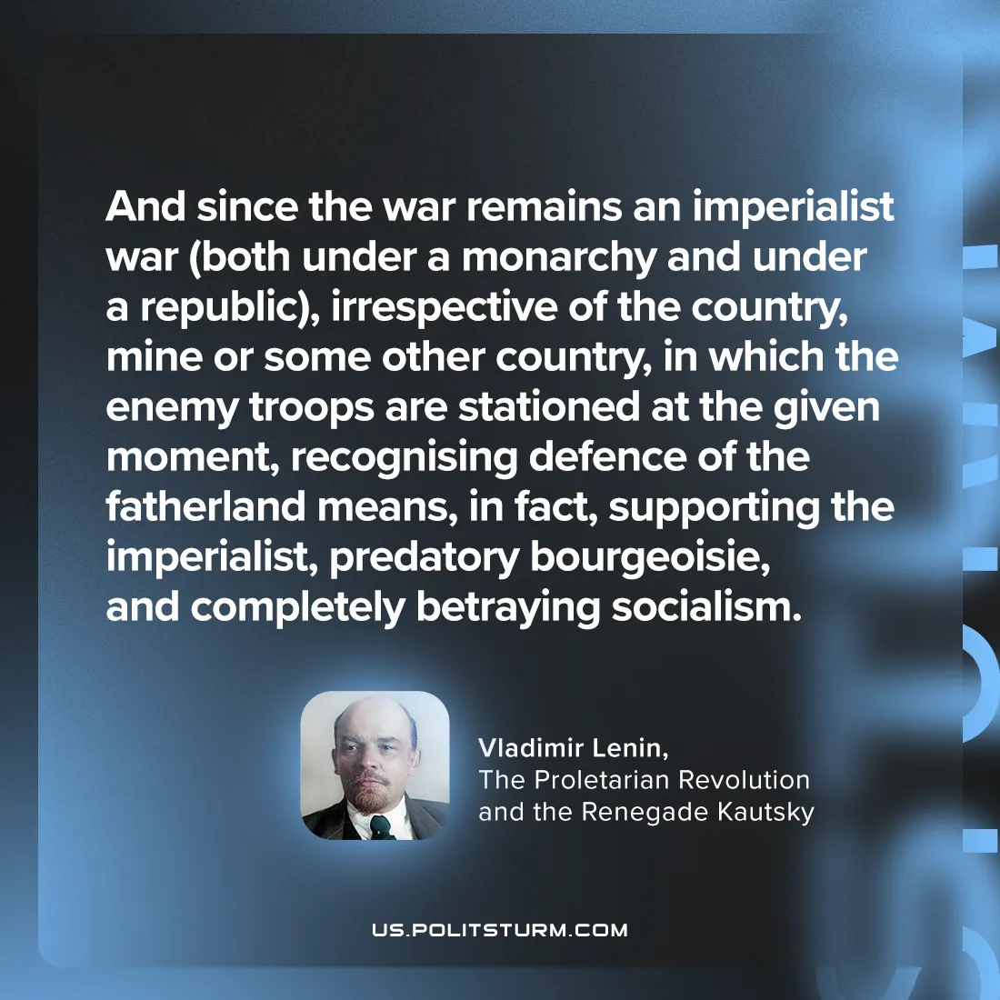 And since the war remains an imperialist
war (both under a monarchy and under
a republic), irrespective of the country,
mine or some other country, in which the
enemy troops are stationed at the given
moment, recognising defence of the
fatherland means, in fact, supporting the
imperialist, predatory bourgeoisie,
and completely betraying socialism.
Vladimir Lenin,
The Proletarian Revolution
and the Renegade Kautsky
US.POLITSTURM.COM